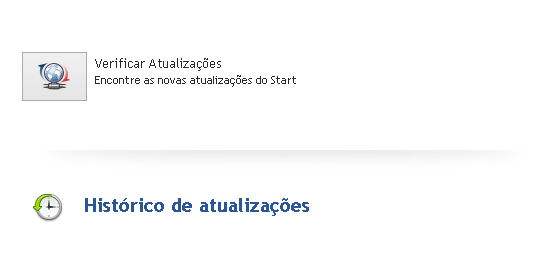 Verificar Atualizações
Encontre as novas atualizações do Start
Histórico de atualizações